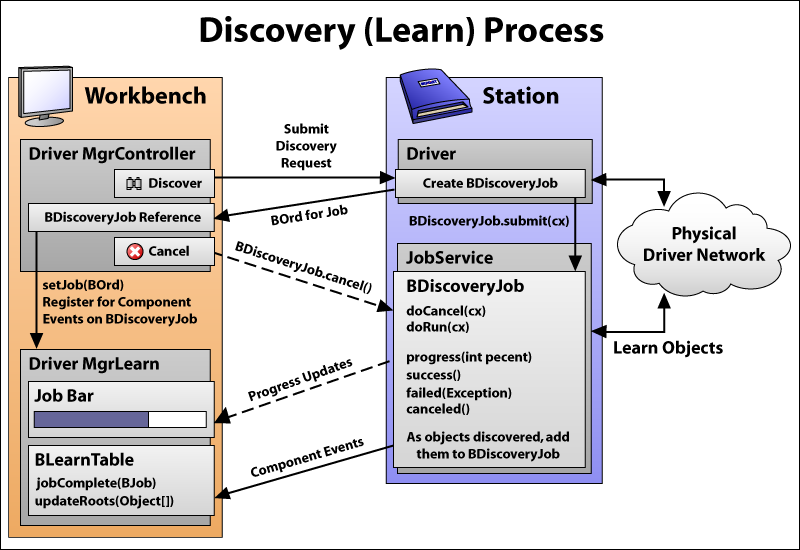 Discovery (Learn) Process
Workbench
Station
Driver MgrController
Discover
BDiscoveryJob Reference
Cancel
setJob(BOrd)
Register for Component
Events on BDiscoveryJob
Driver MgrLearn
Job Bar
BLearnTable
jobComplete(BJob)
updateRoots(Object[])
Submit
Discovery
Request
BOrd for Job
BDiscoveryJob.cancel()
Progress Updates
Component Events
Driver
Create BDiscoveryJob
BDiscoveryJob.submit(cx)
JobService
BDiscoveryJob
doCancel(cx)
doRun(cx)
progress(int pecent)
success()
failed(Exception)
canceled()
As objects discovered, add
them to BDiscoveryJob
Physical
Driver Network
Learn Objects